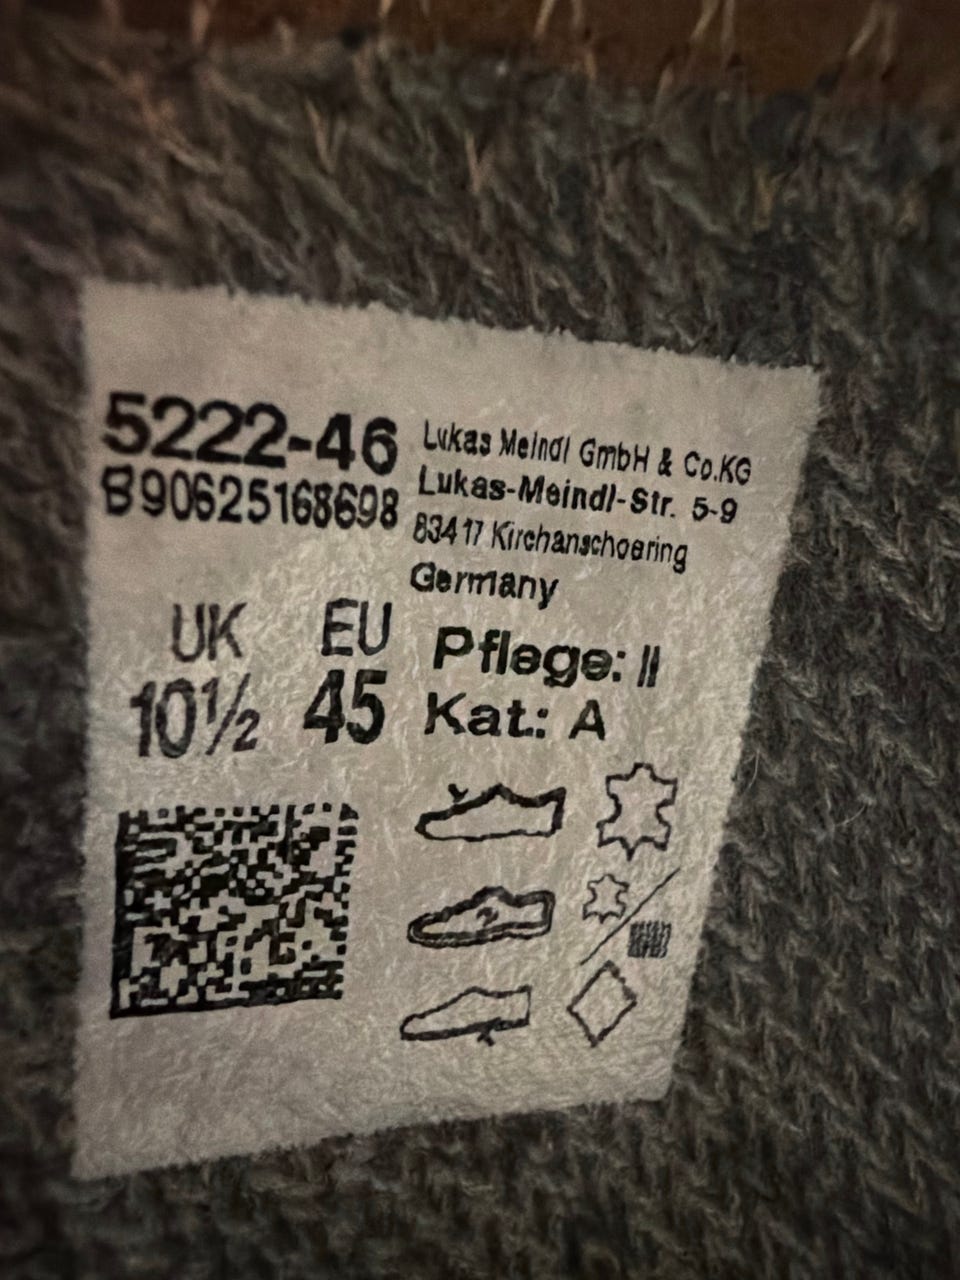 5222-46
B90625168698
UK EU
10½ 45
Lukas Meindl GmbH & Co.KG
Lukas-Meindl-Str. 5-9
83417 Kirchanschoering
Germany
Pflege: II
Kat.: A